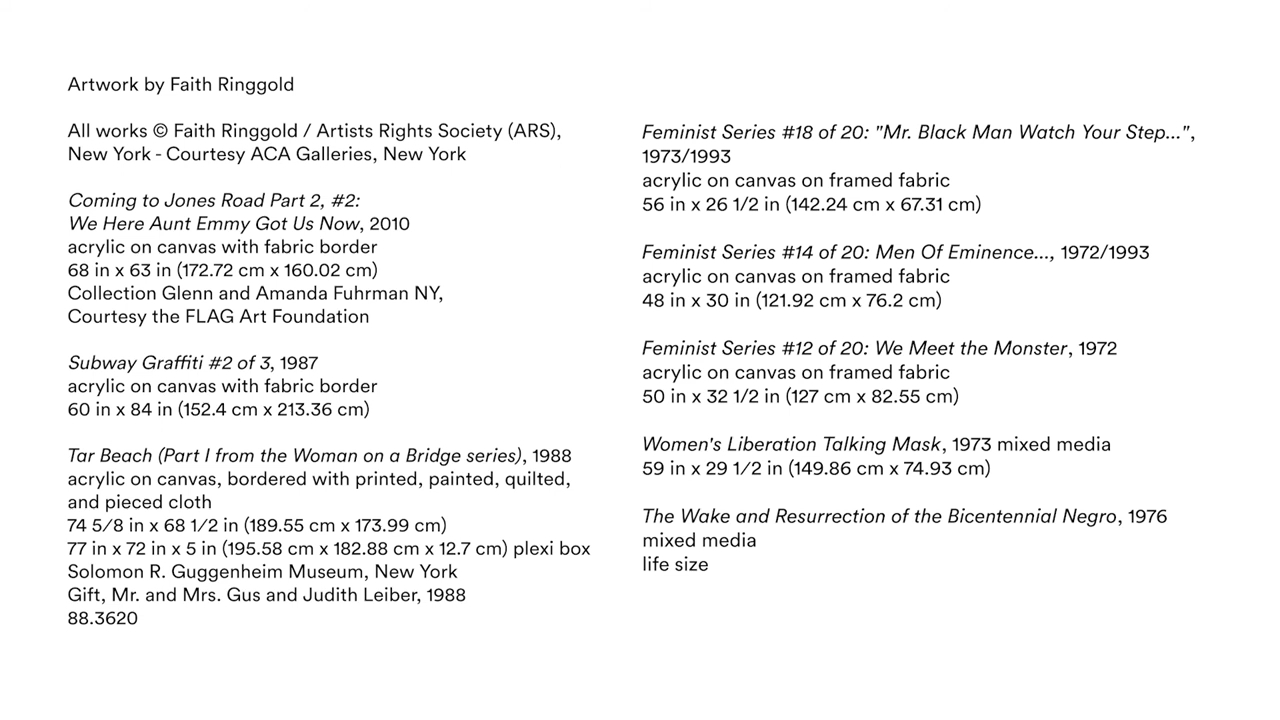 Artwork by Faith Ringgold
All works © Faith Ringgold / Artists Rights Society (ARS),
New York - Courtesy ACA Galleries, New York
Coming to Jones Road Part 2, #2:
We Here Aunt Emmy Got Us Now, 2010
acrylic on canvas with fabric border
68 in x 63 in (172.72 cm x 160.02 cm)
Collection Glenn and Amanda Fuhrman NY,
Courtesy the FLAG Art Foundation
Subway Graffiti #2 of 3, 1987
acrylic on canvas with fabric border
60 in x 84 in (152.4 cm x 213.36 cm)
Tar Beach (Part I from the Woman on a Bridge series), 1988
acrylic on canvas, bordered with printed, painted, quilted,
and pieced cloth
74 5/8 in x 68 1/2 in (189.55 cm x 173.99 cm)
77 in x 72 in x 5 in (195.58 cm x 182.88 cm x 12.7 cm) plexi box
Solomon R. Guggenheim Museum, New York
Gift, Mr. and Mrs. Gus and Judith Leiber, 1988
88.3620
Feminist Series #18 of 20: "Mr. Black Man Watch Your Step...",
1973/1993
acrylic on canvas on framed fabric
56 in x 26 1/2 in (142.24 cm x 67.31 cm)
Feminist Series #14 of 20: Men Of Eminence..., 1972/1993
acrylic on canvas on framed fabric
48 in x 30 in (121.92 cm x 76.2 cm)
Feminist Series #12 of 20: We Meet the Monster, 1972
acrylic on canvas on framed fabric
50 in x 32 1/2 in (127 cm x 82.55 cm)
Women's Liberation Talking Mask, 1973 mixed media
59 in x 29 1/2 in (149.86 cm x 74.93 cm)
The Wake and Resurrection of the Bicentennial Negro, 1976
mixed media
life size